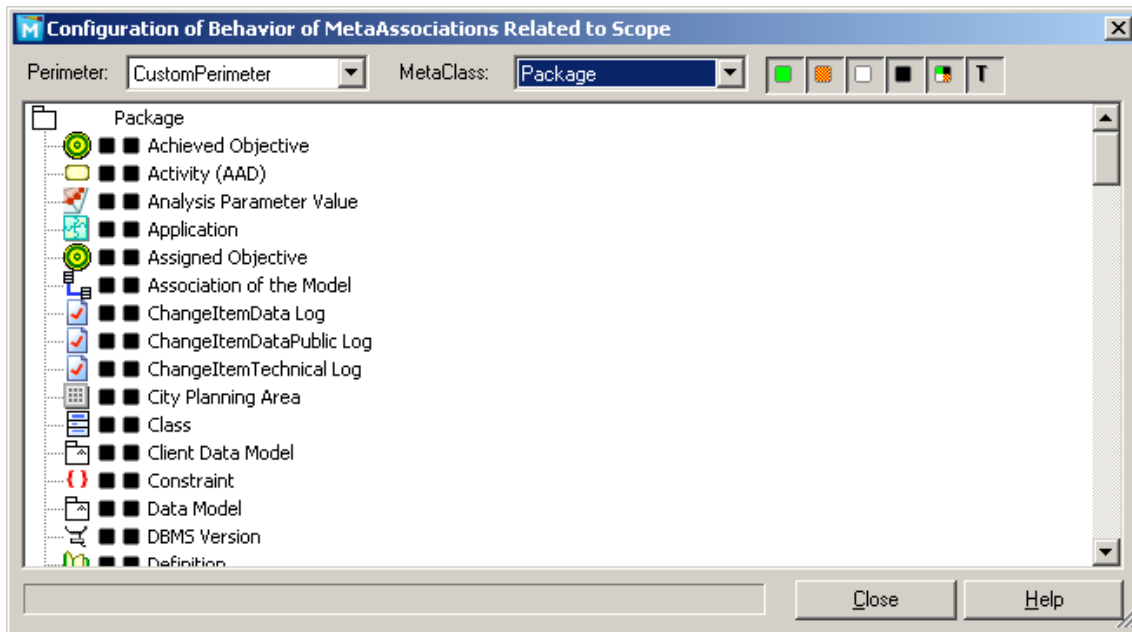 Configuration of Behavior of MetaAssociations Related to Scope
Perimeter: CustomPerimeter MetaClass: Package T
Package
Achieved Objective
Activity (AAD)
Analysis Parameter Value
Application
Assigned Objective
Association of the Model
ChangeItemData Log
ChangeItemDataPublic Log
ChangeItemTechnical Log
City Planning Area
Class
Client Data Model
Constraint
Data Model
DBMS Version
Definition
Close Help